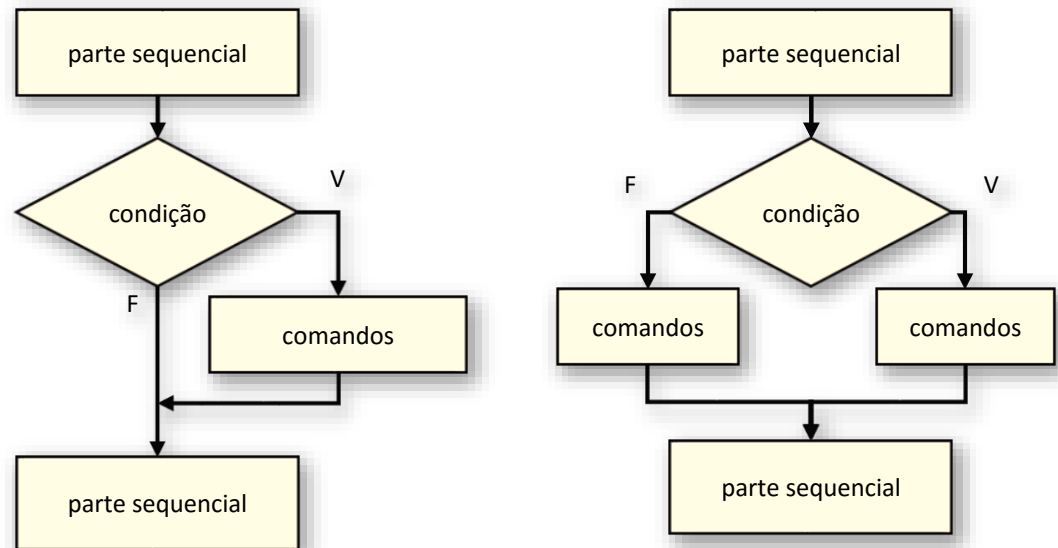 parte sequencial
condição
V
F
comandos
parte sequencial
parte sequencial
F
condição
V
comandos
comandos
parte sequencial